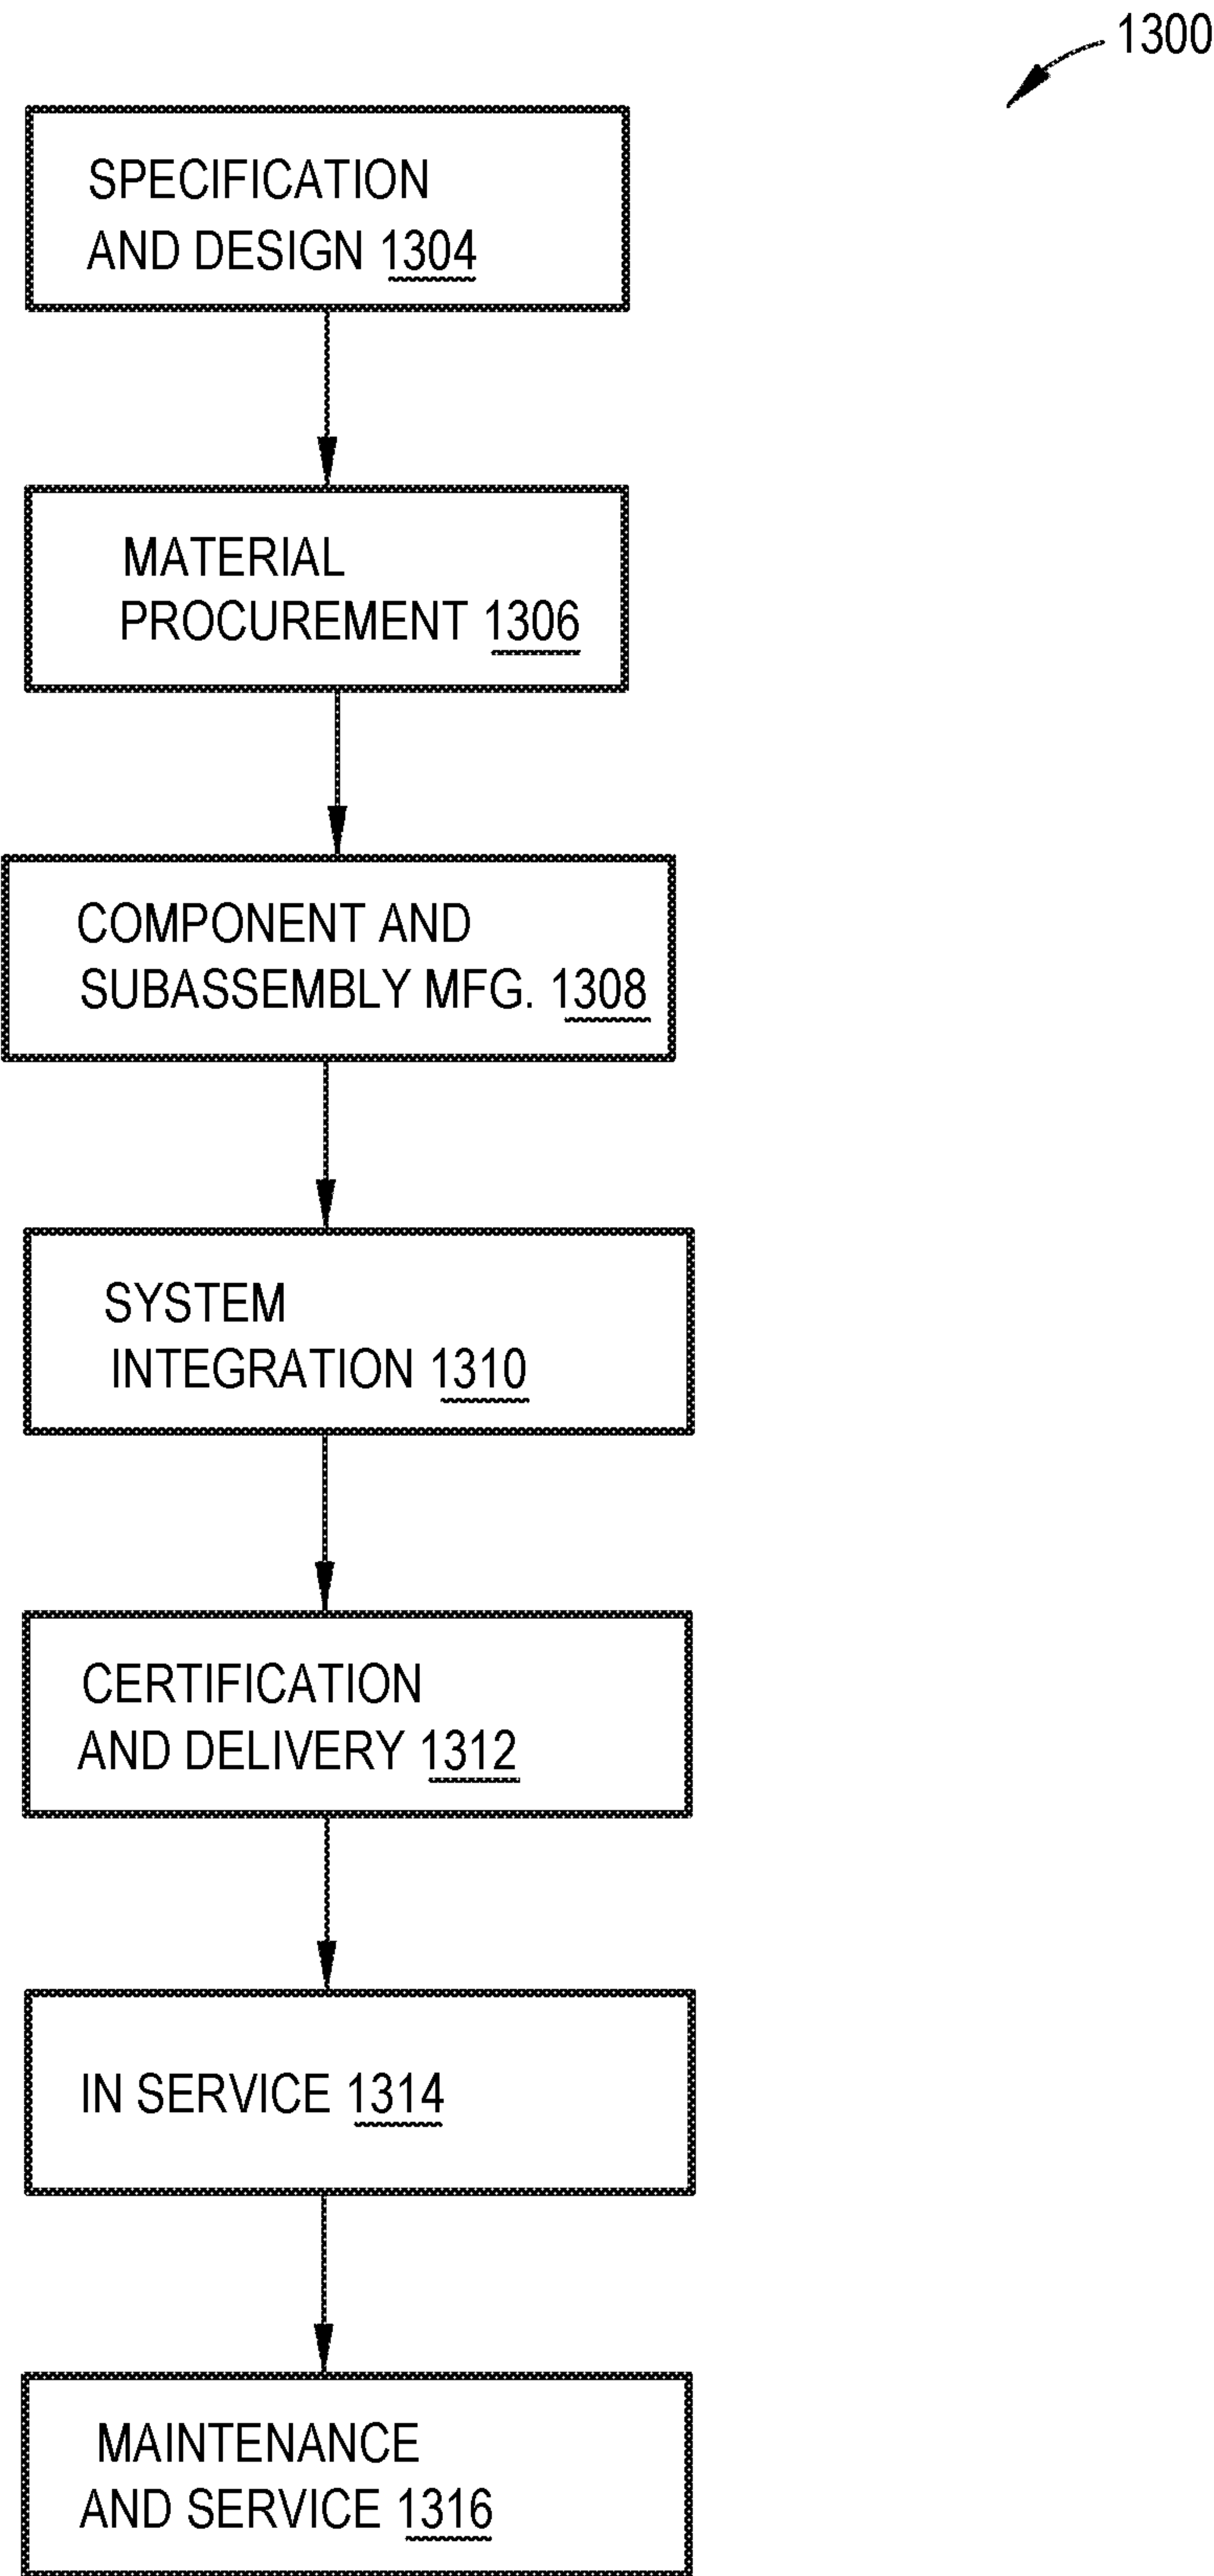 1300
SPECIFICATION
AND DESIGN 1304
MATERIAL
PROCUREMENT 1306
COMPONENT AND
SUBASSEMBLY MFG. 1308
SYSTEM
INTEGRATION 1310
CERTIFICATION
AND DELIVERY 1312
IN SERVICE 1314
MAINTENANCE
AND SERVICE 1316